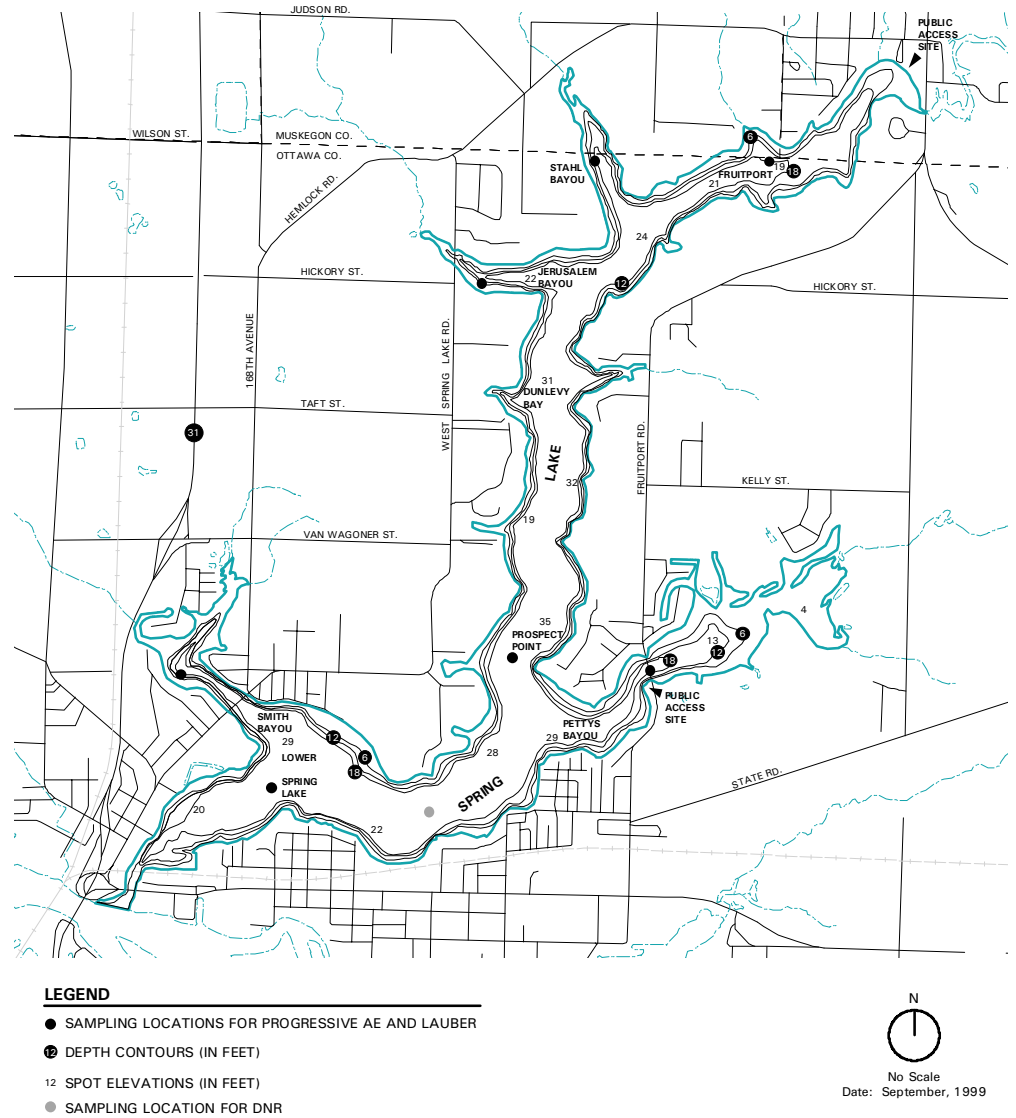 JUDSON RD.
PUBLIC
ACCESS
SITE
WILSON ST.
MUSKEGON CO.
OTTAWA CO.
6
STAHL
BAYOU
19
FRUITPORT
18
21
HEMLOCK RD.
24
HICKORY ST.
JERUSALEM
22
BAYOU
12
HICKORY ST.
168TH AVENUE
WEST SPRING LAKE RD.
31
DUNLEVY
BAY
TAFT ST.
31
LAKE
FRUITPORT RD.
32
KELLY ST.
19
VAN WAGONER ST.
4
35
PROSPECT
POINT
6
13
12
18
PUBLIC
ACCESS
SITE
SMITH
BAYOU
29
LOWER
12
6
18
PETTYS
29
BAYOU
28
SPRING
LAKE
SPRING
STATE RD.
20
22
LEGEND
SAMPLING LOCATIONS FOR PROGRESSIVE AE AND LAUBER
12 DEPTH CONTOURS (IN FEET)
12 SPOT ELEVATIONS (IN FEET)
SAMPLING LOCATION FOR DNR
N
No Scale
Date: September, 1999